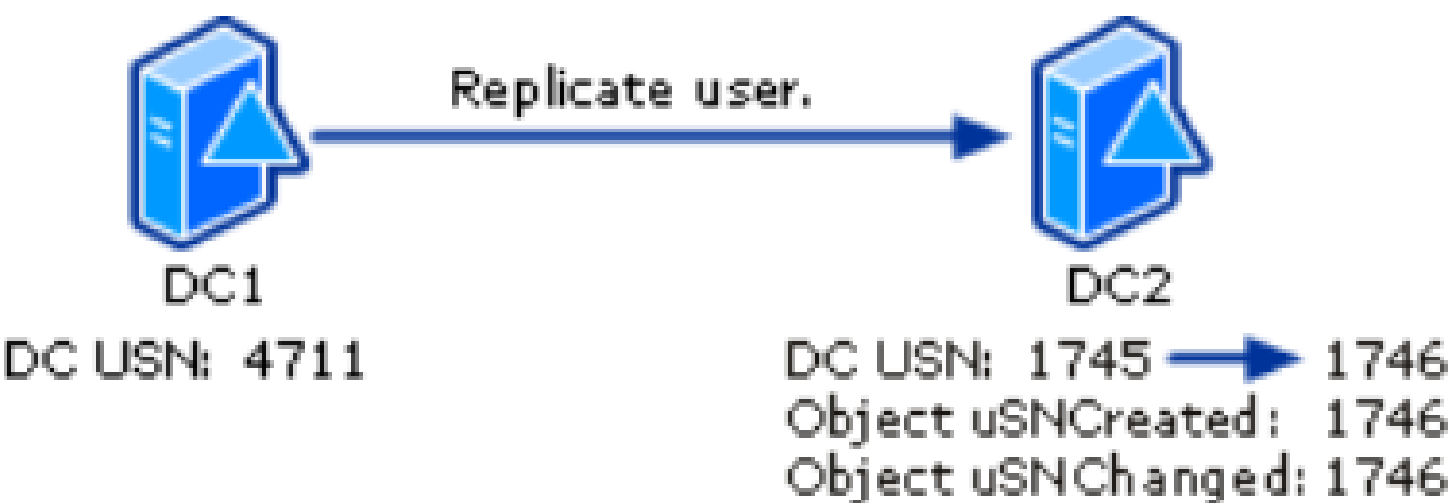 Replicate user.
DC1
DC2
DC USN: 4711
DC USN: 1745 1746
Object uSNCreated: 1746
Object uSNChanged: 1746